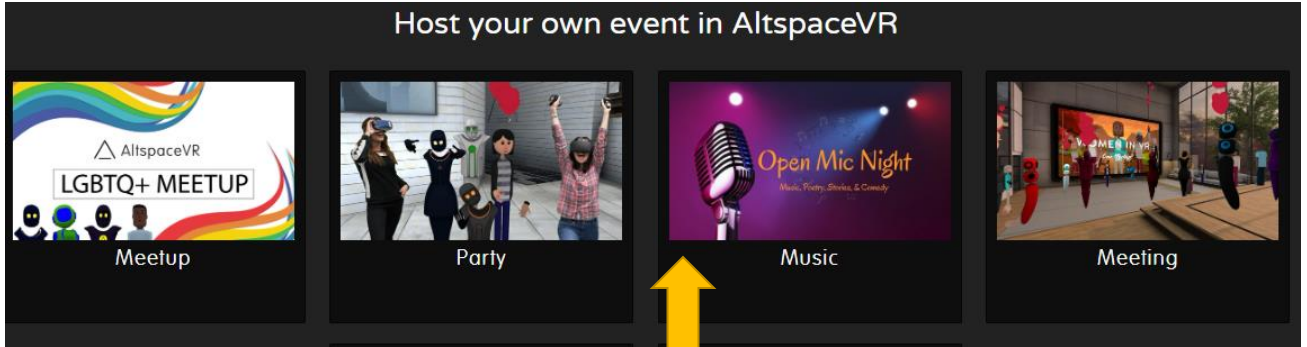 Host your own event in AltspaceVR
AltspaceVR
LGBTQ+ MEETUP
Open Mic Night
Music, Poetry, Stories, & Comedy
WOMEN IN VR
Meetup
Party
Music
Meeting